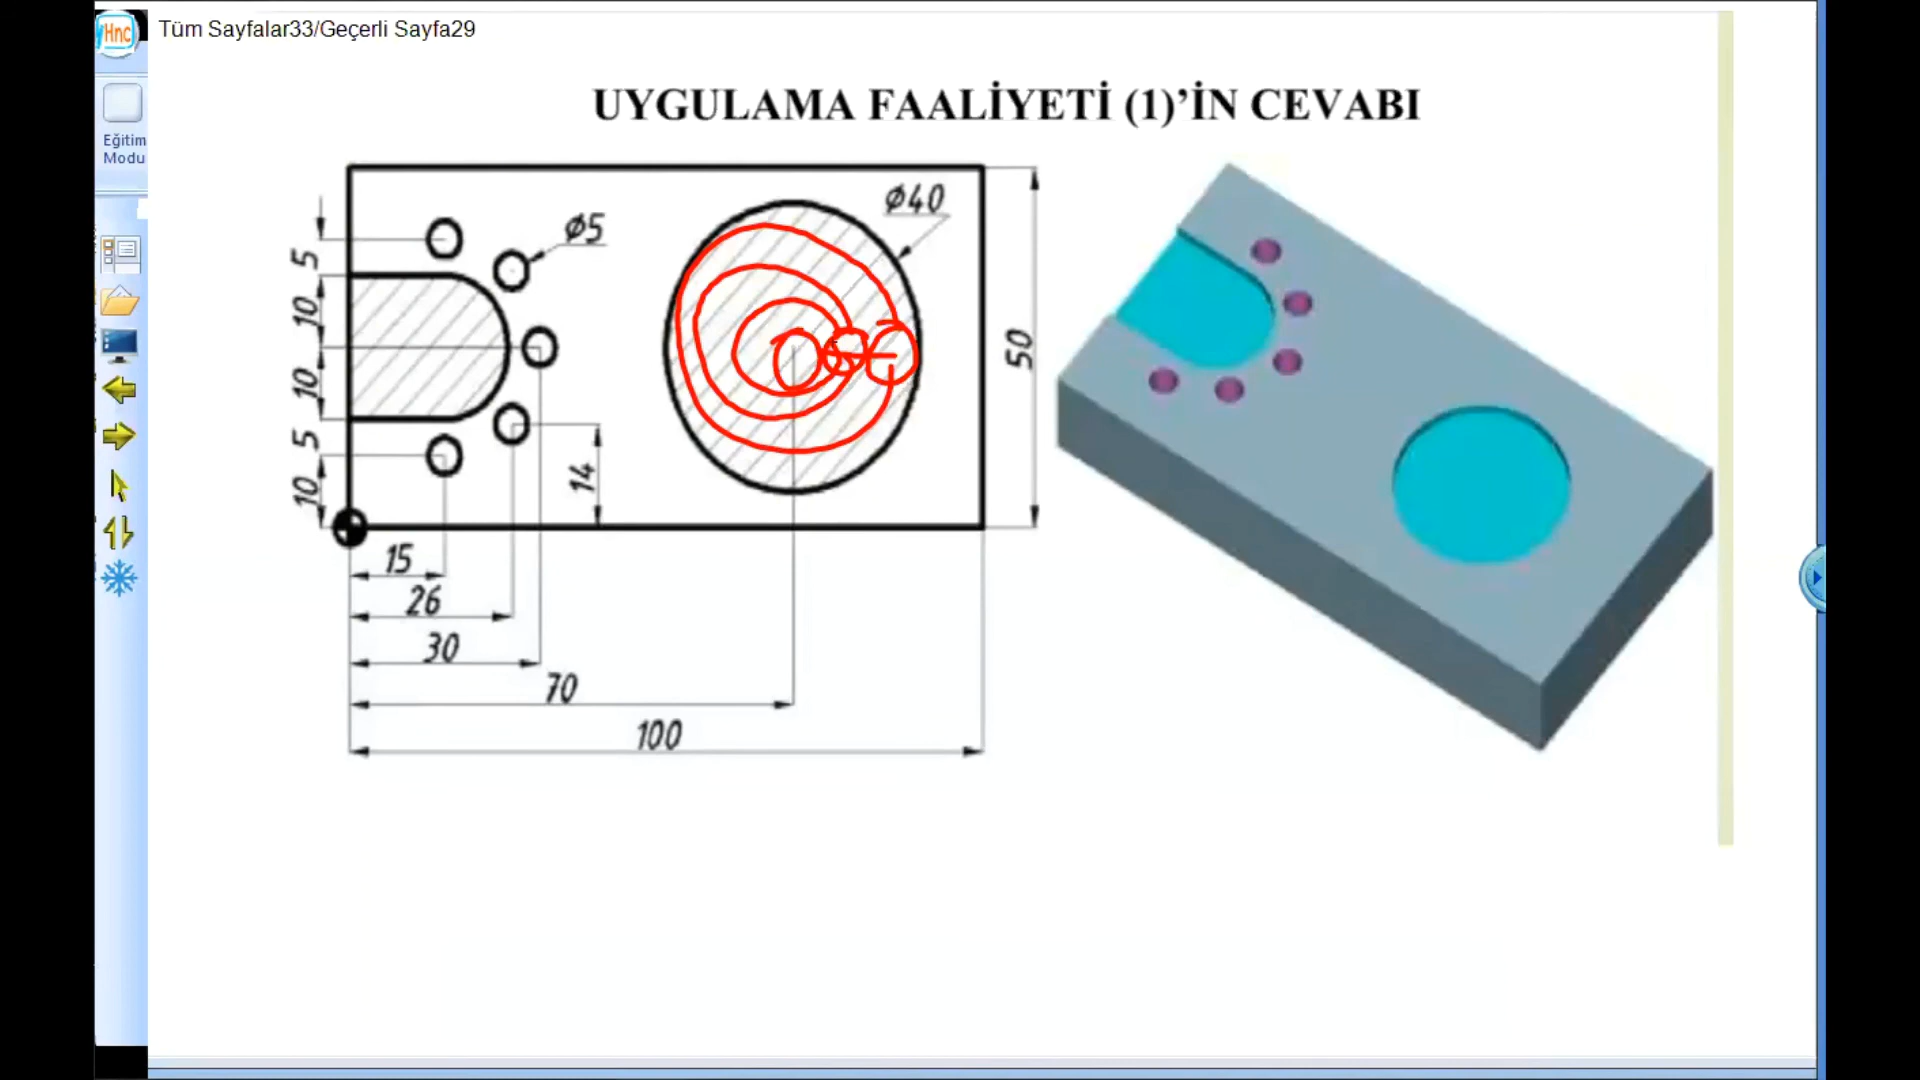 Tüm Sayfalar33/Geçerli Sayfa29
yHnc
Eğitim
Modu
UYGULAMA FAALİYETİ (1)’İN CEVABI
Ø40
Ø5
5
10
10
5
10
14
50
15
26
30
70
100